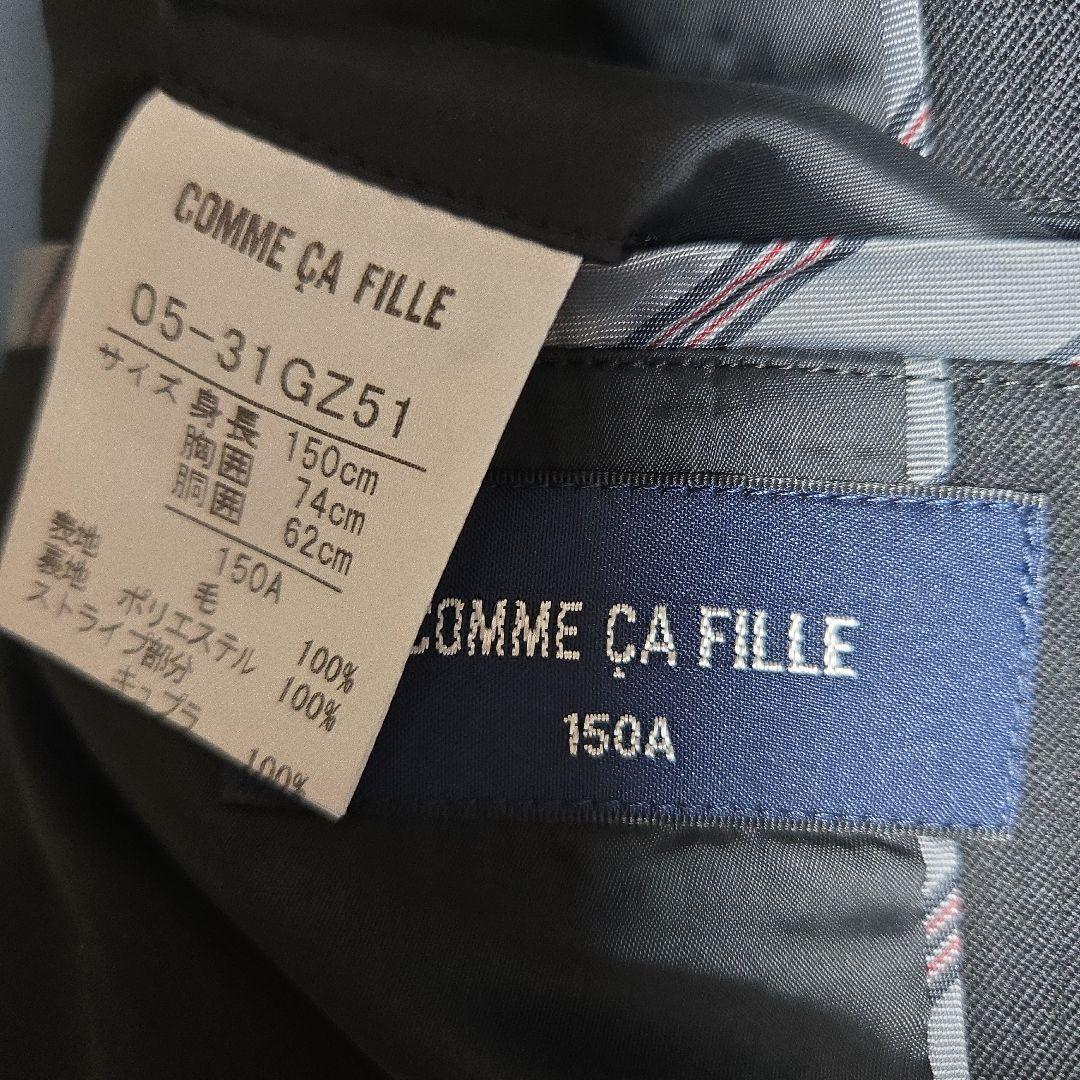 COMME ÇA FILLE
05-31GZ51
サイズ 身長 150cm
胸囲 74cm
胴囲 62cm
150A
表地 毛 100%
裏地 ポリエステル 100%
ストライプ部分
キュプラ 100%
COMME ÇA FILLE
150A